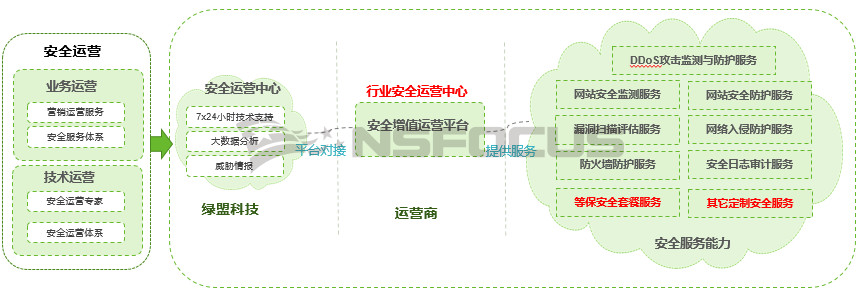 安全运营
业务运营
营销运营服务
安全服务体系
技术运营
安全运营专家
安全运营体系
安全运营中心
7x24小时技术支持
大数据分析
威胁情报
绿盟科技
平台对接
行业安全运营中心
安全增值运营平台
运营商
提供服务
NSFOCUS
DDoS攻击监测与防护服务
网站安全监测服务
网站安全防护服务
漏洞扫描评估服务
网络入侵防护服务
防火墙防护服务
安全日志审计服务
等保安全套餐服务
其它定制安全服务
安全服务能力